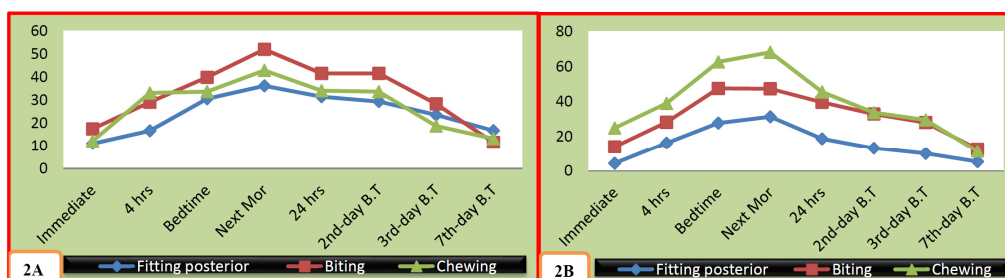 60
50
40
30
20
10
0
Immediate
4 hrs
Bedtime
Next Mor
24 hrs
2nd-day B.T
3rd-day B.T
7th-day B.T
2A
Fitting posterior Biting Chewing
80
60
40
20
0
Immediate
4 hrs
Bedtime
Next Mor
24 hrs
2nd-day B.T
3rd-day B.T
7th-day B.T
2B
Fitting posterior Biting Chewing